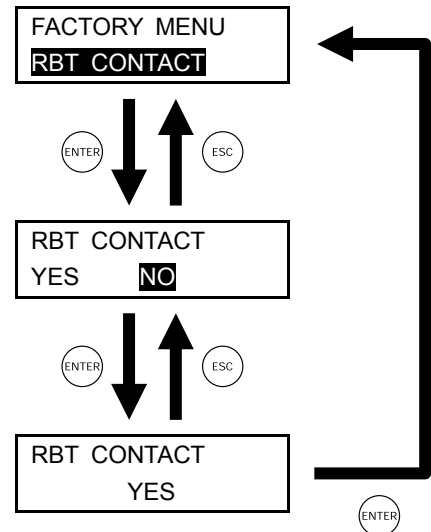 FACTORY MENU
RBT CONTACT
ENTER
ESC
RBT CONTACT
YES NO
ENTER
ESC
RBT CONTACT
YES
ENTER